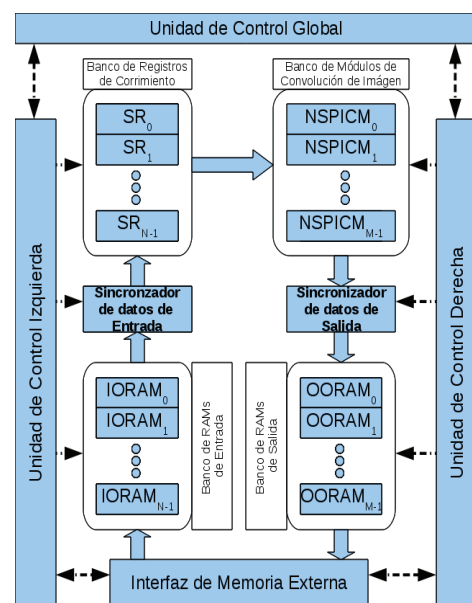 Unidad de Control Global
Banco de Registros
de Corrimiento
Banco de Módulos de
Convolución de Imágen
SR0
SR1
SRN-1
NSPICM0
NSPICM1
NSPICMM-1
Unidad de Control Izquierda
Unidad de Control Derecha
Sincronzador
de datos de
Entrada
Sincronizador
de datos de
Salida
IORAM0
IORAM1
IORAMN-1
Banco de RAMs
de Entrada
Banco de RAMs
de Salida
OORAM0
OORAM1
OORAMM-1
Interfaz de Memoria Externa